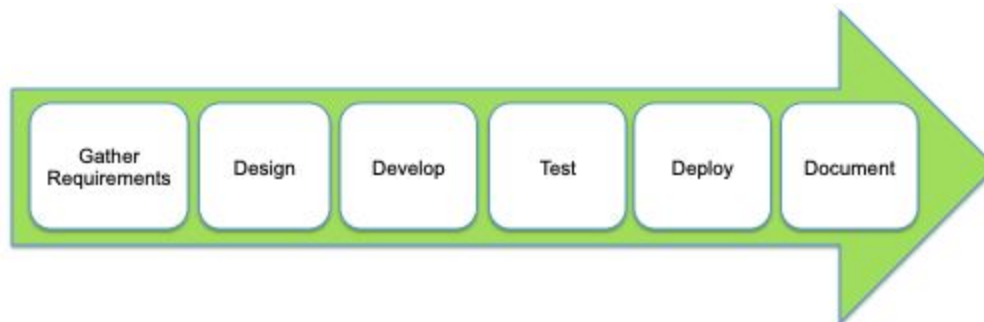 Gather
Requirements
Design
Develop
Test
Deploy
Document